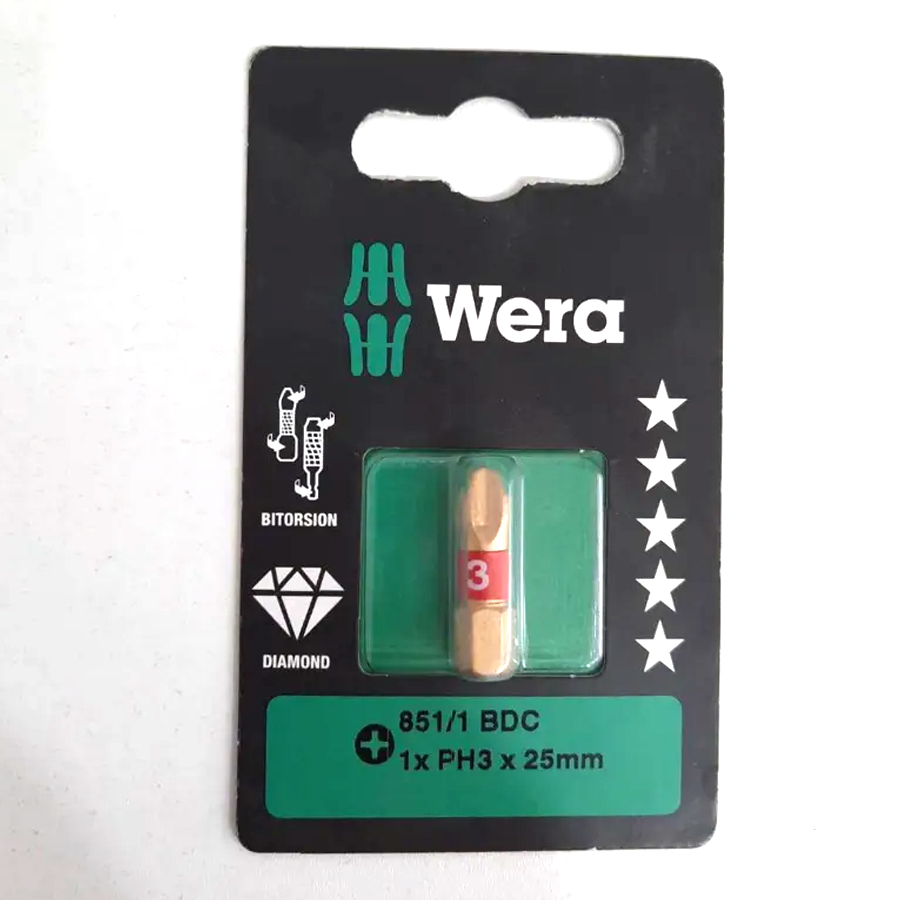 Wera
BITORSION
3
DIAMOND
851/1 BDC
1x PH3 x 25mm